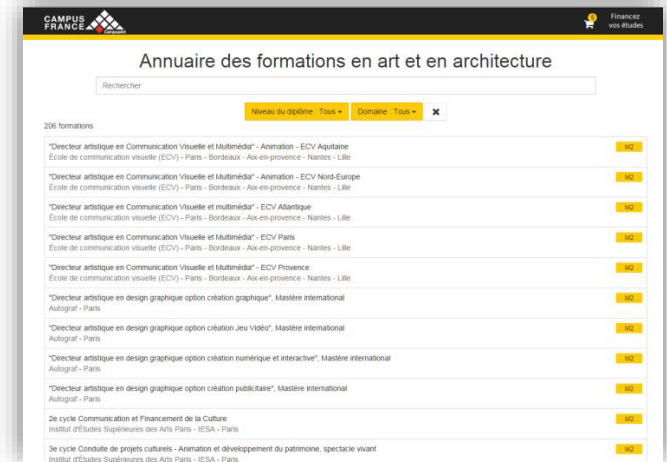 CAMPUS
FRANCE
CampusArt
5
Financez
vos études
Annuaire des formations en art et en architecture
Rechercher
Niveau du diplôme : Tous
Domaine : Tous
206 formations
"Directeur artistique en Communication Visuelle et Multimédia" - Animation - ECV Aquitaine
M2
École de communication visuelle (ECV) - Paris - Bordeaux - Aix-en-provence - Nantes - Lille
"Directeur artistique en Communication Visuelle et Multimédia" - Animation - ECV Nord-Europe
M2
École de communication visuelle (ECV) - Paris - Bordeaux - Aix-en-provence - Nantes - Lille
"Directeur artistique en Communication Visuelle et multimédia" - ECV Atlantique
M2
École de communication visuelle (ECV) - Paris - Bordeaux - Aix-en-provence - Nantes - Lille
"Directeur artistique en Communication Visuelle et Multimédia" - ECV Paris
M2
École de communication visuelle (ECV) - Paris - Bordeaux - Aix-en-provence - Nantes - Lille
"Directeur artistique en Communication Visuelle et Multimédia" - ECV Provence
M2
École de communication visuelle (ECV) - Paris - Bordeaux - Aix-en-provence - Nantes - Lille
"Directeur artistique en design graphique option création graphique", Mastère international
M2
Autograf - Paris
"Directeur artistique en design graphique option création Jeu Vidéo", Mastère international
M2
Autograf - Paris
"Directeur artistique en design graphique option création numérique et interactive", Mastère international
M2
Autograf - Paris
"Directeur artistique en design graphique option création publicitaire", Mastère international
M2
Autograf - Paris
2e cycle Communication et Financement de la Culture
M2
Institut d'Études Supérieures des Arts Paris - IESA - Paris
3e cycle Conduite de projets culturels - Animation et développement du patrimoine, spectacle vivant
M2
Institut d'Études Supérieures des Arts Paris - IESA - Paris